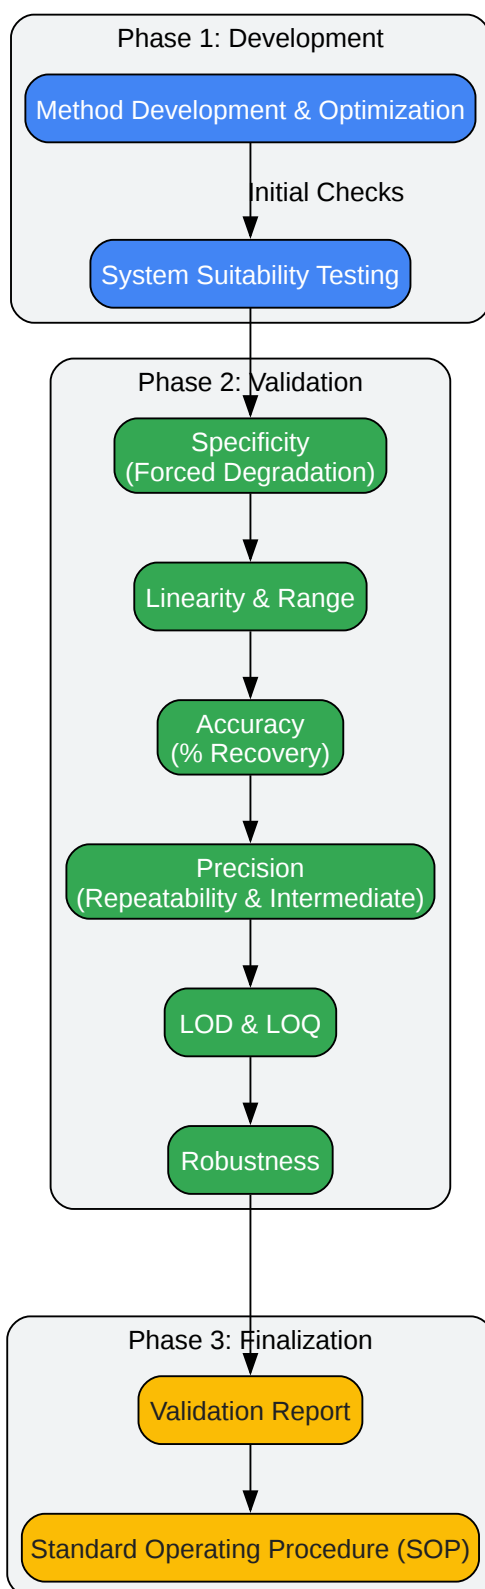 Phase 1: Development
Method Development & Optimization
Initial Checks
System Suitability Testing
Phase 2: Validation
Specificity
(Forced Degradation)
Linearity & Range
Accuracy
(% Recovery)
Precision
(Repeatability & Intermediate)
LOD & LOQ
Robustness
Phase 3: Finalization
Validation Report
Standard Operating Procedure (SOP)